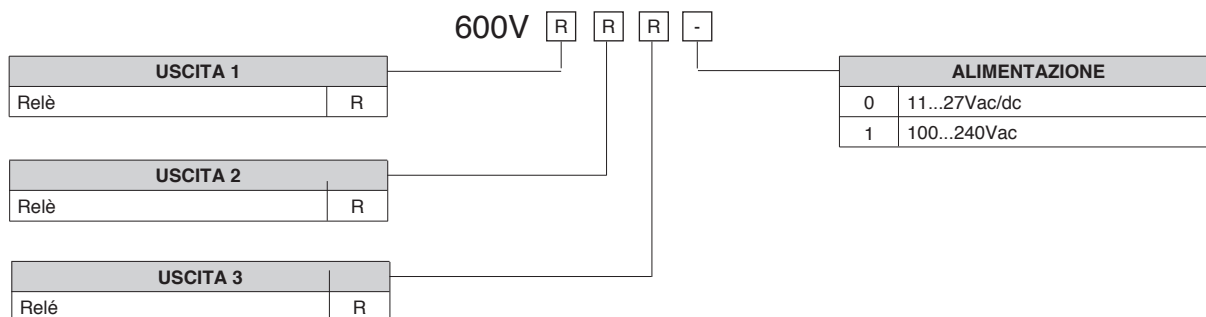 600V R R R -
USCITA 1
Relè R
ALIMENTAZIONE
0 11...27Vac/dc
1 100...240Vac
USCITA 2
Relè R
USCITA 3
Relé R